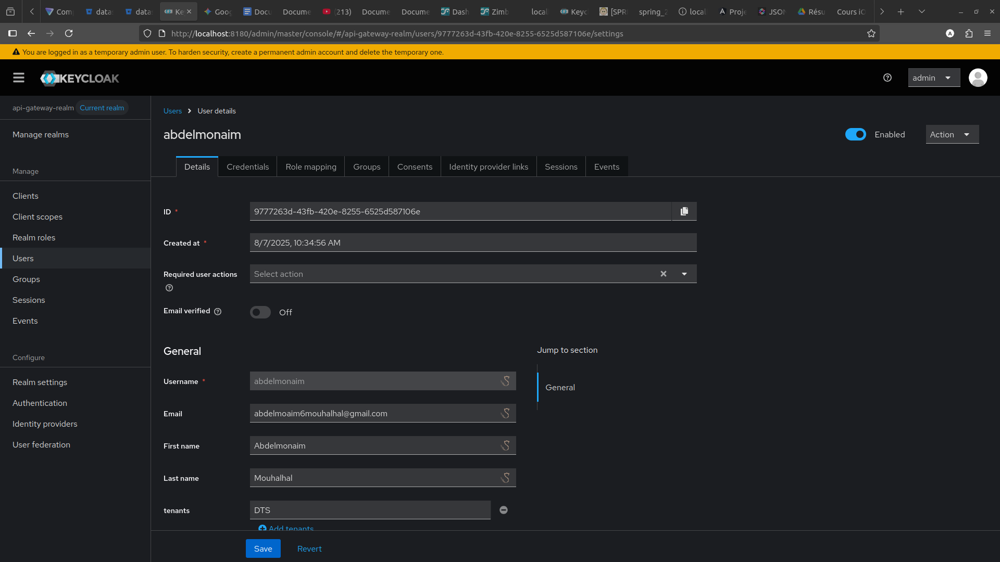 Com
data
data
Ke
Goog
Docu
Docume
(213)
Docume
Docume
Dash
Zimb
local
Keyc
[SPR
spring_2
local
Proje
JSON
Résu
Cours iO
http://localhost:8180/admin/master/console/#/api-gateway-realm/users/9777263d-43fb-420e-8255-6525d587106e/settings
A
You are logged in as a temporary admin user. To harden security, create a permanent admin account and delete the temporary one.
KEYCLOAK
admin
api-gateway-realm Current realm
Manage realms
Manage
Clients
Client scopes
Realm roles
Users
Groups
Sessions
Events
Configure
Realm settings
Authentication
Identity providers
User federation
Users > User details
abdelmonaim
Enabled
Action
Details
Credentials
Role mapping
Groups
Consents
Identity provider links
Sessions
Events
ID *
9777263d-43fb-420e-8255-6525d587106e
Created at *
8/7/2025, 10:34:56 AM
Required user actions
Select action
Email verified
Off
General
Jump to section
General
Username *
abdelmonaim
Email
abdelmoaim6mouhalhal@gmail.com
First name
Abdelmonaim
Last name
Mouhalhal
tenants
DTS
Add tenants
Save
Revert